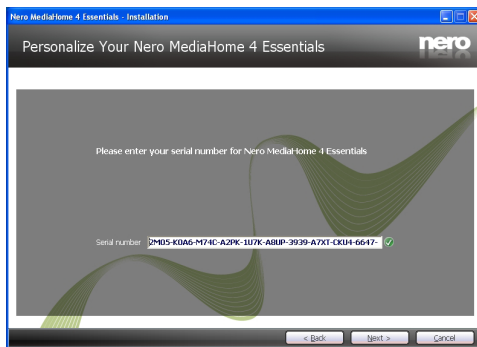 Nero MediaHome 4 Essentials - Installation
Personalize Your Nero MediaHome 4 Essentials
nero
Please enter your serial number for Nero MediaHome 4 Essentials
Serial number 2M05-K0A6-M74C-A2PK-1U7K-A8UP-3939-A7XT-CKU4-6647-
< Back Next > Cancel